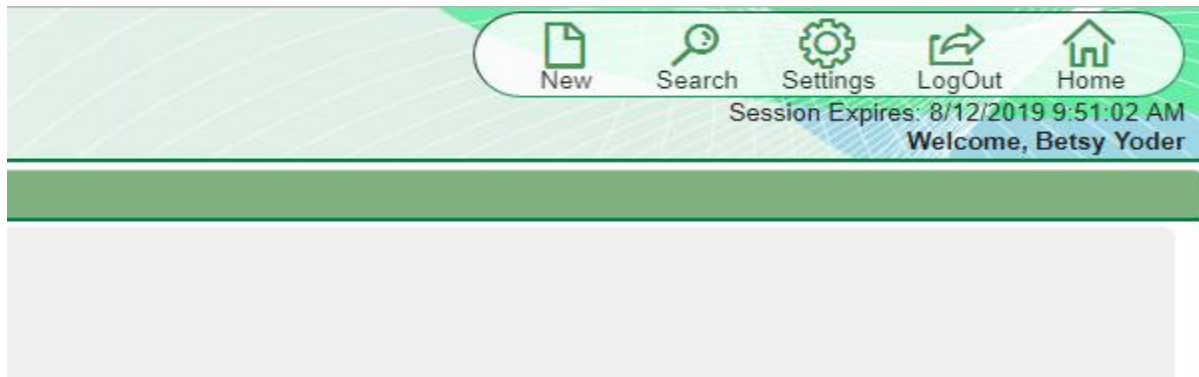 New Search Settings LogOut Home
Session Expires: 8/12/2019 9:51:02 AM
Welcome, Betsy Yoder